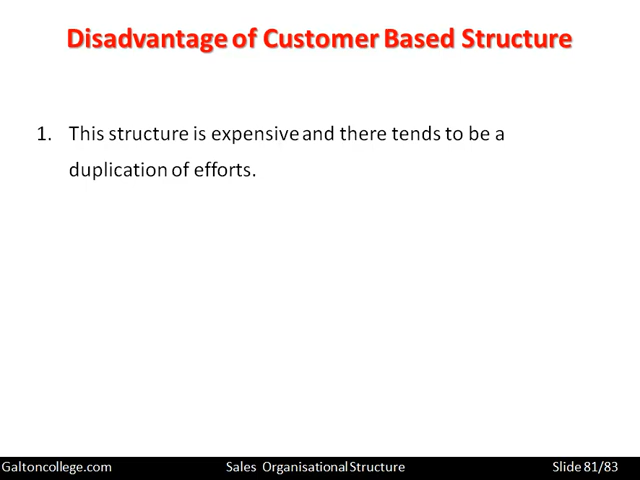 Disadvantage of Customer Based Structure
1. This structure is expensive and there tends to be a
duplication of efforts.
Galtoncollege.com Sales Organisational Structure Slide 81/83